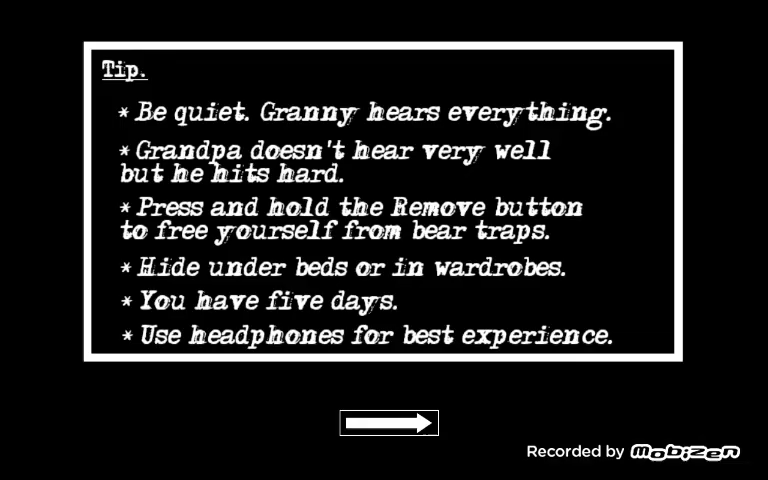 Tip.
* Be quiet. Granny hears everything.
* Grandpa doesn't hear very well
but he hits hard.
* Press and hold the Remove button
to free yourself from bear traps.
* Hide under beds or in wardrobes.
* You have five days.
* Use headphones for best experience.
Recorded by Mobizen